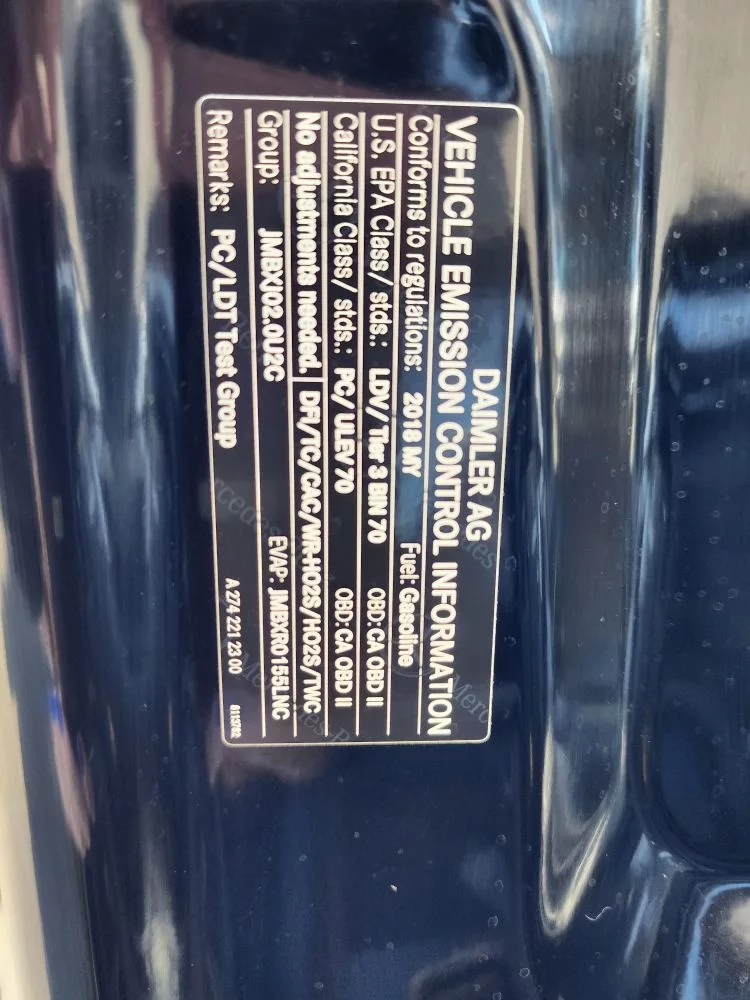 DAIMLER AG
VEHICLE EMISSION CONTROL INFORMATION
Conforms to regulations: 2018 MY Fuel: Gasoline
U.S. EPA Class/ stds.: LDV/ Tier 3 BIN 70 OBD: CA OBD II
California Class/ stds.: PC/ ULEV 70 OBD: CA OBD II
No adjustments needed. DFI/TC/CAC/WR-HO2S/HO2S/TWC
Group: JMBXJ02.0U2C EVAP: JMBXR0155LNC
Remarks: PC/LDT Test Group A 274 221 23 00